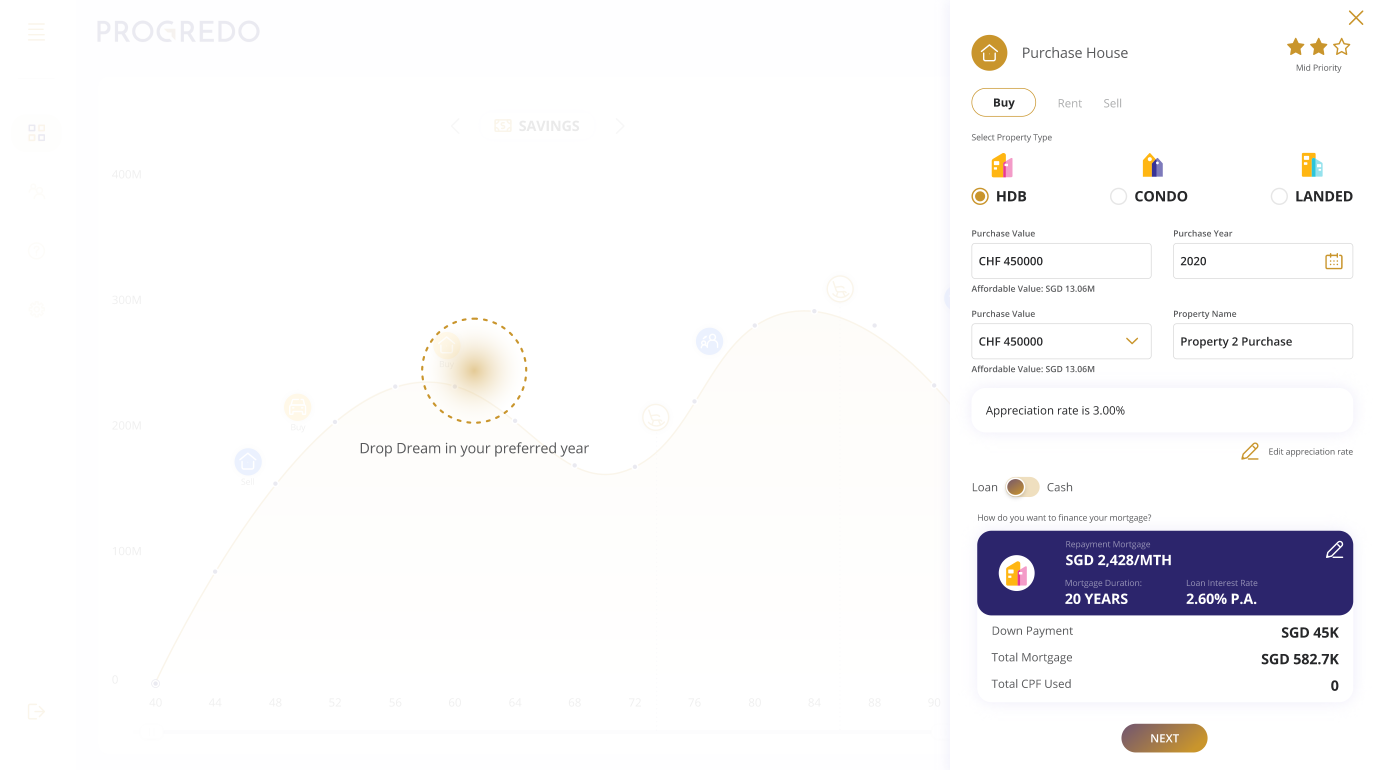 PROGREDO
SAVINGS
400M
300M
200M
100M
0
40 44 48 52 56 60 64 68 72 76 80 84 88 90
Buy
Sell
Drop Dream in your preferred year
Purchase House
Mid Priority
Buy Rent Sell
Select Property Type
HDB CONDO LANDED
Purchase Value Purchase Year
CHF 450000 2020
Affordable Value: SGD 13.06M
Purchase Value Property Name
CHF 450000 Property 2 Purchase
Affordable Value: SGD 13.06M
Appreciation rate is 3.00%
Edit appreciation rate
Loan Cash
How do you want to finance your mortgage?
Repayment Mortgage
SGD 2,428/MTH
Mortgage Duration: Loan Interest Rate
20 YEARS 2.60% P.A.
Down Payment SGD 45K
Total Mortgage SGD 582.7K
Total CPF Used 0
NEXT